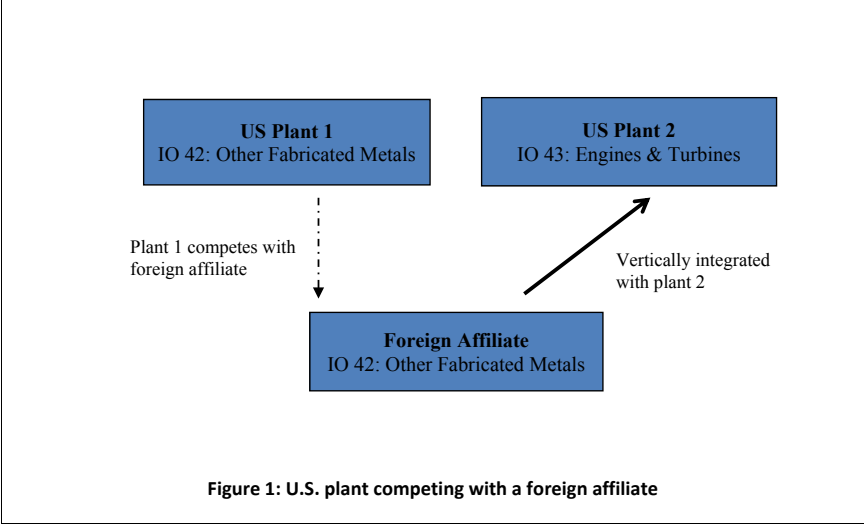 US Plant 1
IO 42: Other Fabricated Metals
US Plant 2
IO 43: Engines & Turbines
Plant 1 competes with
foreign affiliate
Vertically integrated
with plant 2
Foreign Affiliate
IO 42: Other Fabricated Metals
Figure 1: U.S. plant competing with a foreign affiliate